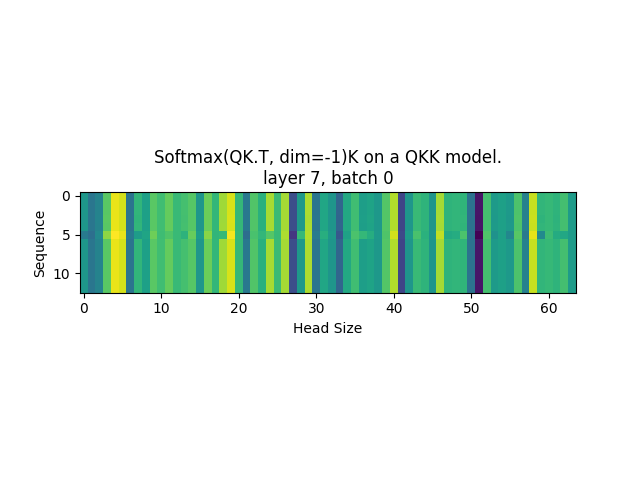 Softmax(QK.T, dim=-1)K on a QKK model.
layer 7, batch 0
0
5
10
Sequence
0 10 20 30 40 50 60
Head Size